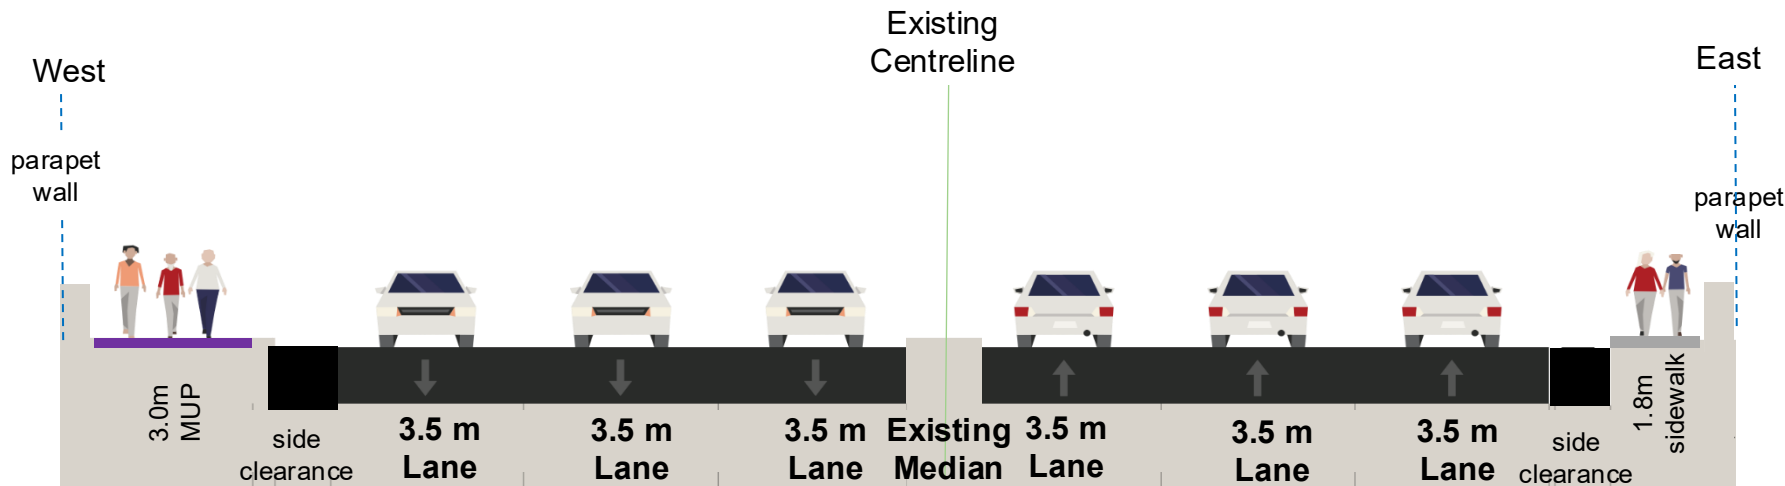 Existing
Centreline
West
East
parapet
wall
parapet
wall
3.0m
MUP
side
clearance
3.5 m
Lane
3.5 m
Lane
3.5 m
Lane
Existing
Median
3.5 m
Lane
3.5 m
Lane
3.5 m
Lane
side
clearance
1.8m
sidewalk